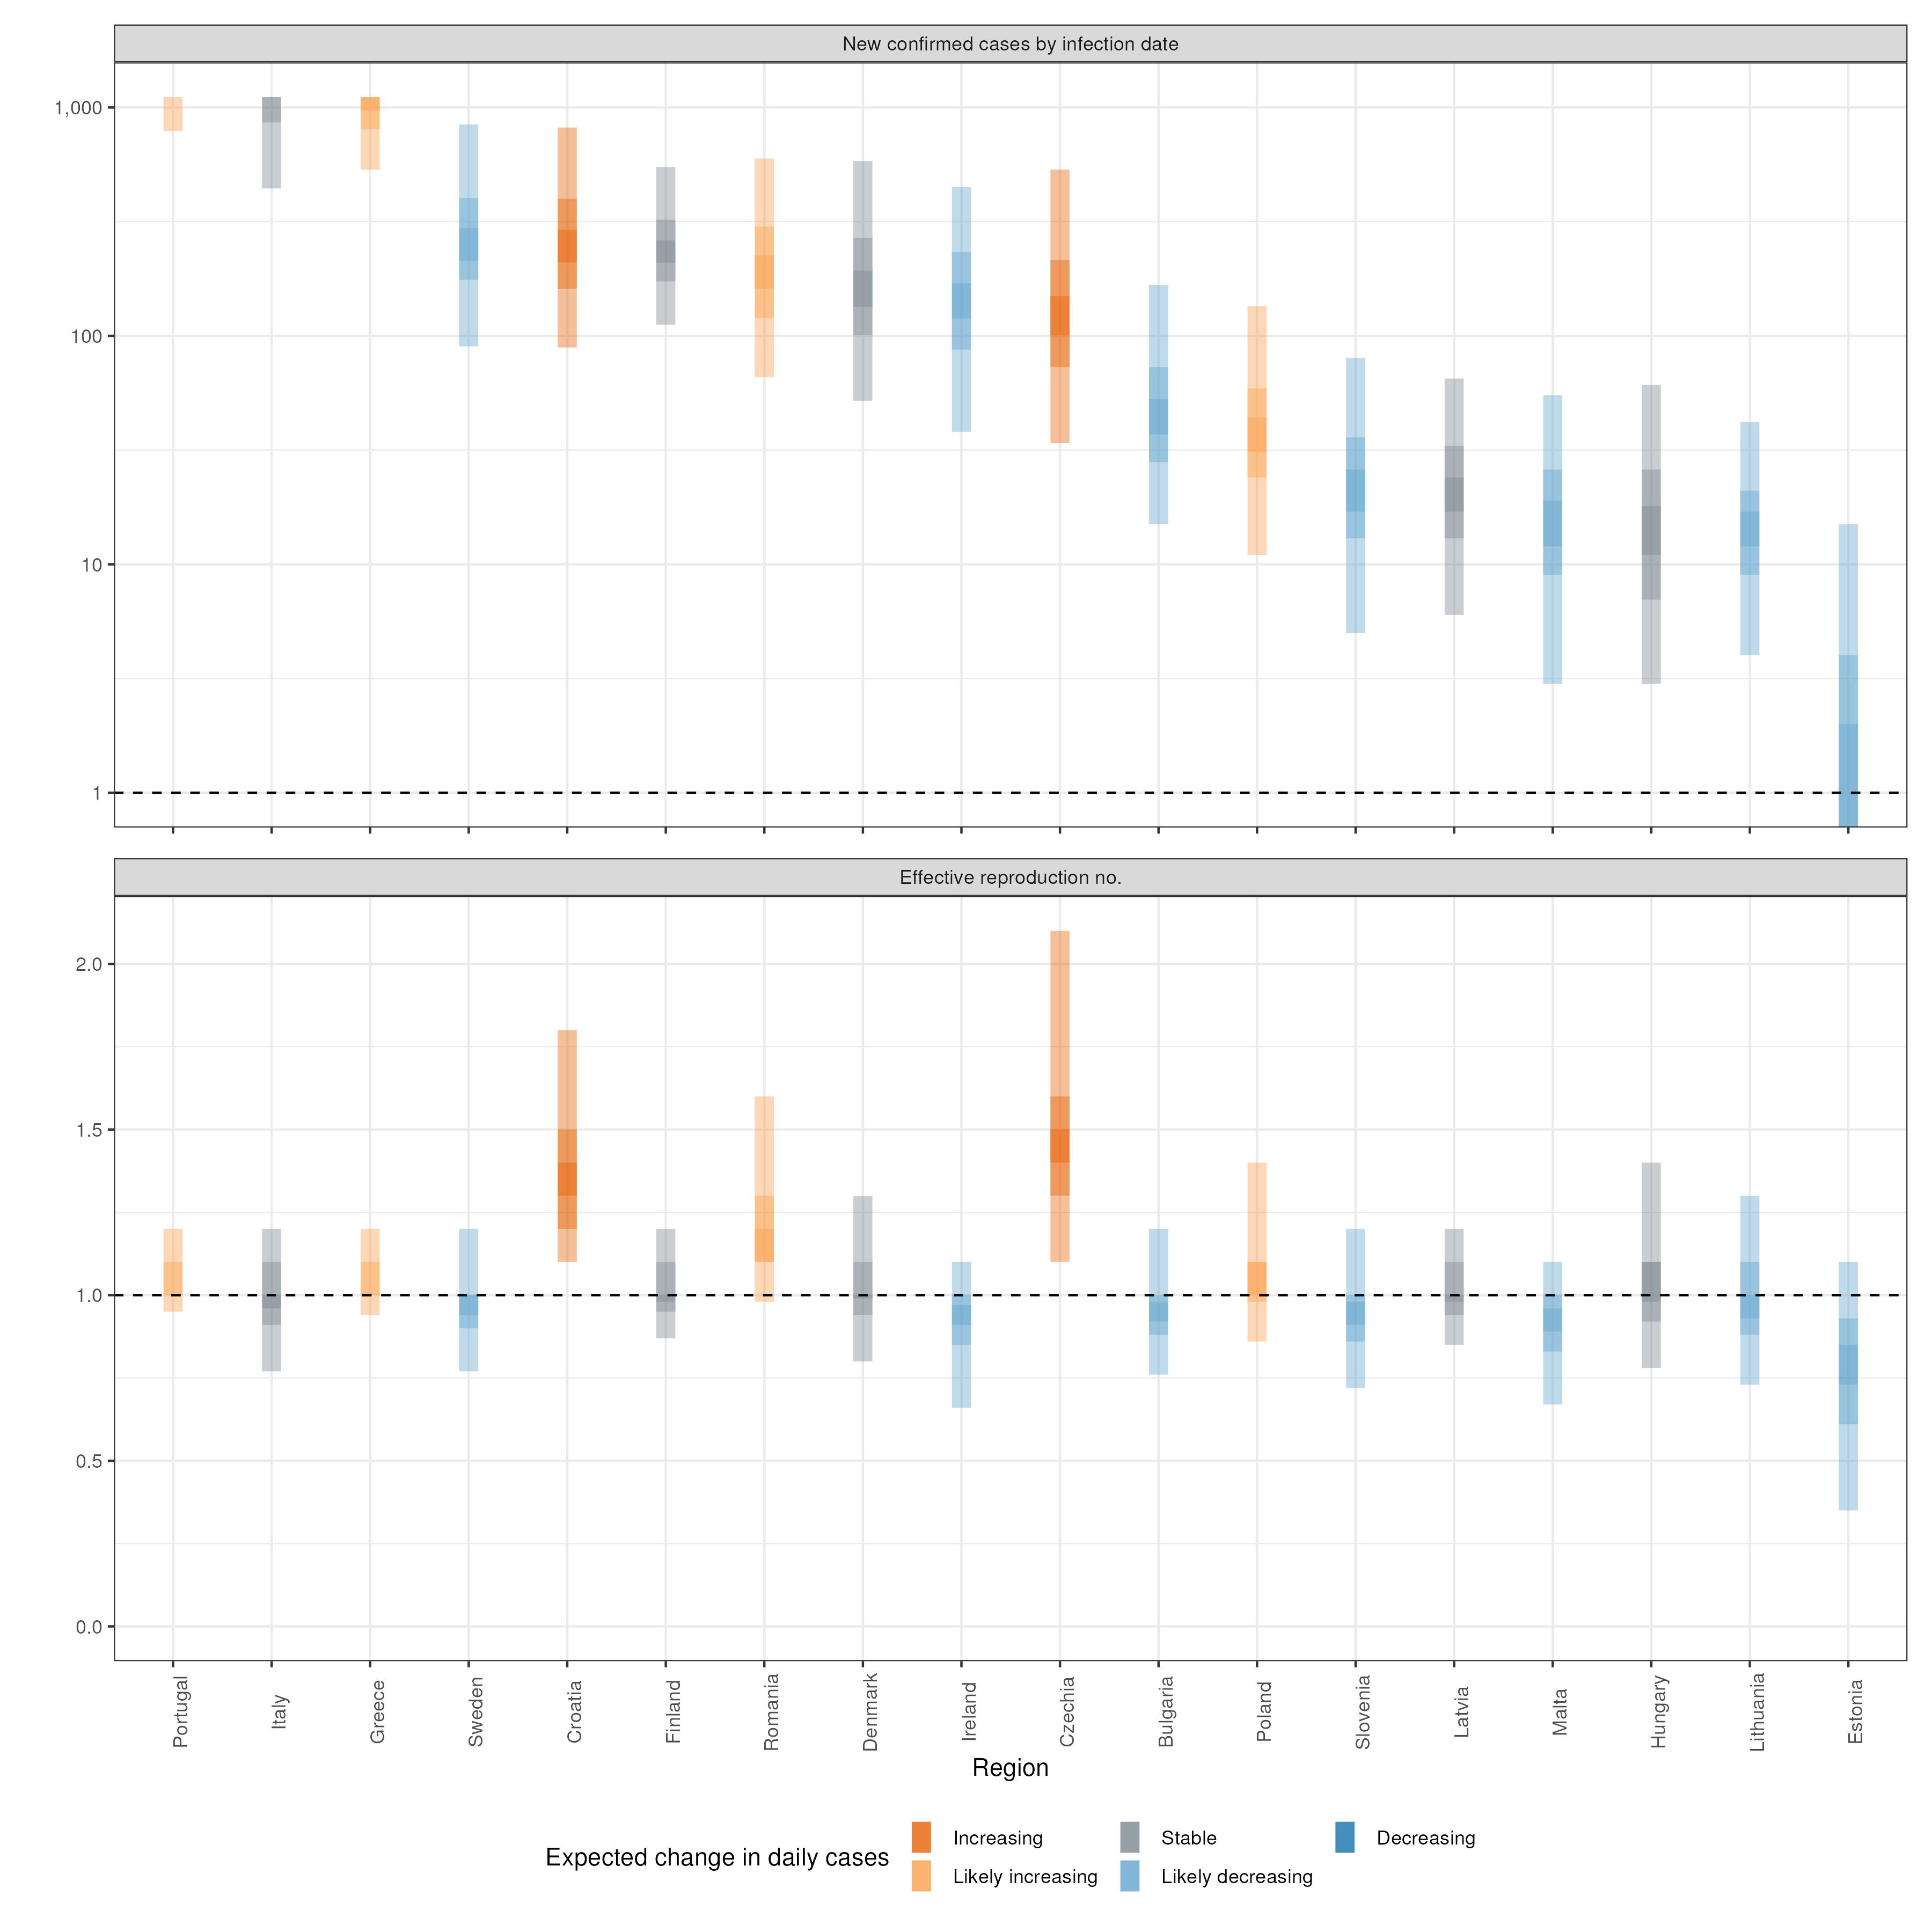 New confirmed cases by infection date
1,000
100
10
1
Effective reproduction no.
2.0
1.5
1.0
0.5
0.0
Portugal
Italy
Greece
Sweden
Croatia
Finland
Romania
Denmark
Ireland
Czechia
Bulgaria
Poland
Slovenia
Latvia
Malta
Hungary
Lithuania
Estonia
Region
Expected change in daily cases
Increasing
Stable
Decreasing
Likely increasing
Likely decreasing